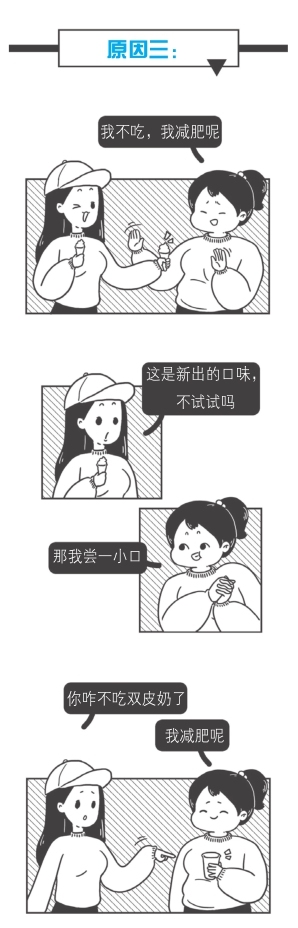 原因三：
我不吃，我减肥呢
这是新出的口味，
不试试吗
那我尝一小口
你咋不吃双皮奶了
我减肥呢